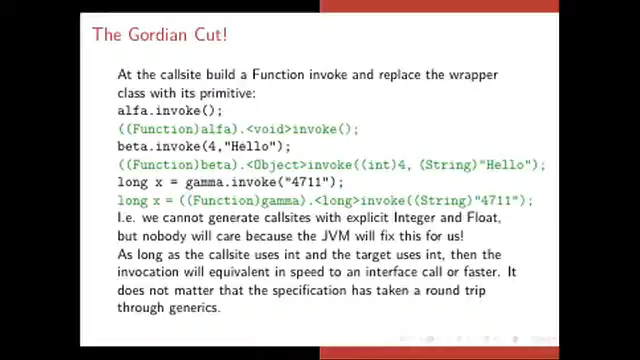 The Gordian Cut!
At the callsite build a Function invoke and replace the wrapper
class with its primitive:
alfa.invoke();
((Function)alfa).<void>invoke();
beta.invoke(4,"Hello");
((Function)beta).<Object>invoke((int)4, (String)"Hello");
long x = gamma.invoke("4711");
long x = ((Function)gamma).<long>invoke((String)"4711");
I.e. we cannot generate callsites with explicit Integer and Float,
but nobody will care because the JVM will fix this for us!
As long as the callsite uses int and the target uses int, then the
invocation will equivalent in speed to an interface call or faster. It
does not matter that the specification has taken a round trip
through generics.